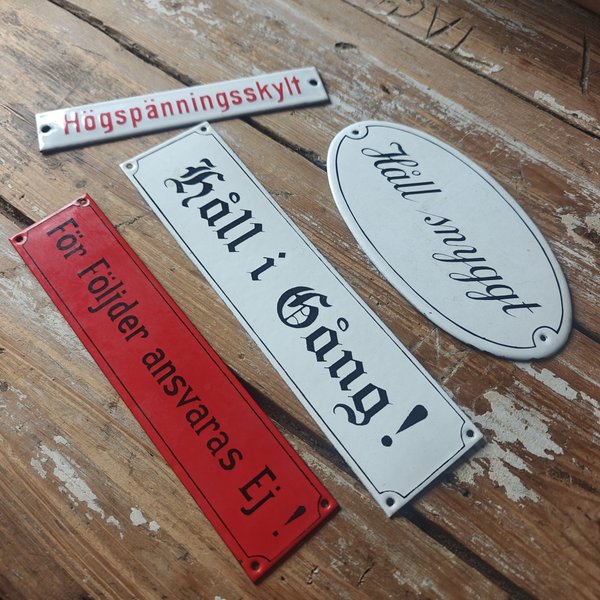 Högspänningsskylt
Håll i Gång!
Håll snyggt
För Följder ansvaras Ej!